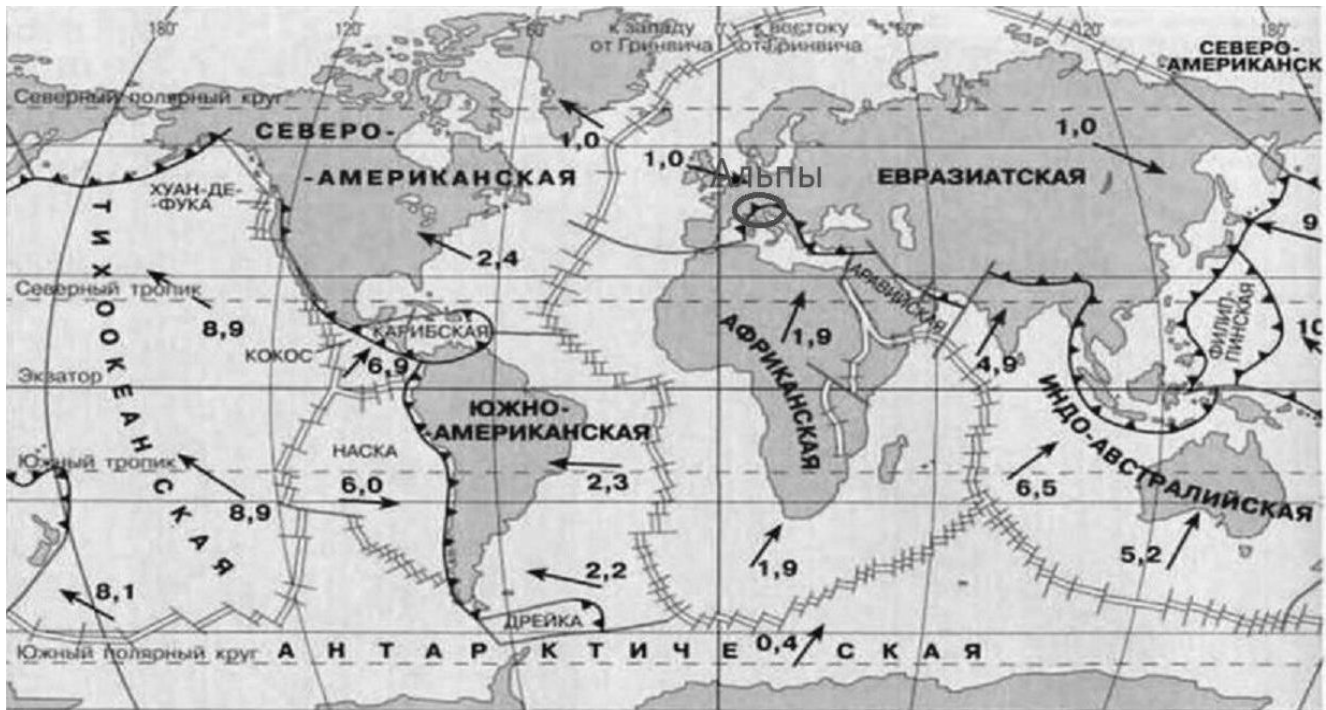 180°
120°
60°
к западу
от Гринвича
0°
к востоку
от Гринвича
60°
120°
180°
СЕВЕРО-
-АМЕРИКАНСК
Северный полярный круг
СЕВЕРО-
-АМЕРИКАНСКАЯ
1,0
1,0
Альпы
ЕВРАЗИАТСКАЯ
1,0
ХУАН-ДЕ-
-ФУКА
2,4
9
Северный тропик
8,9
КАРИБСКАЯ
КОКОС
6,9
АРАВИЙСКАЯ
1,9
4,9
ФИЛИП-
ПИНСКАЯ
10
Экватор
ТИХООКЕАНСКАЯ
ЮЖНО-
-АМЕРИКАНСКАЯ
АФРИКАНСКАЯ
ИНДО-АВСТРАЛИЙСКАЯ
НАСКА
Южный тропик
6,0
2,3
6,5
8,9
5,2
8,1
2,2
1,9
ДРЕЙКА
0,4
Южный полярный круг
АНТАРКТИЧЕСКАЯ